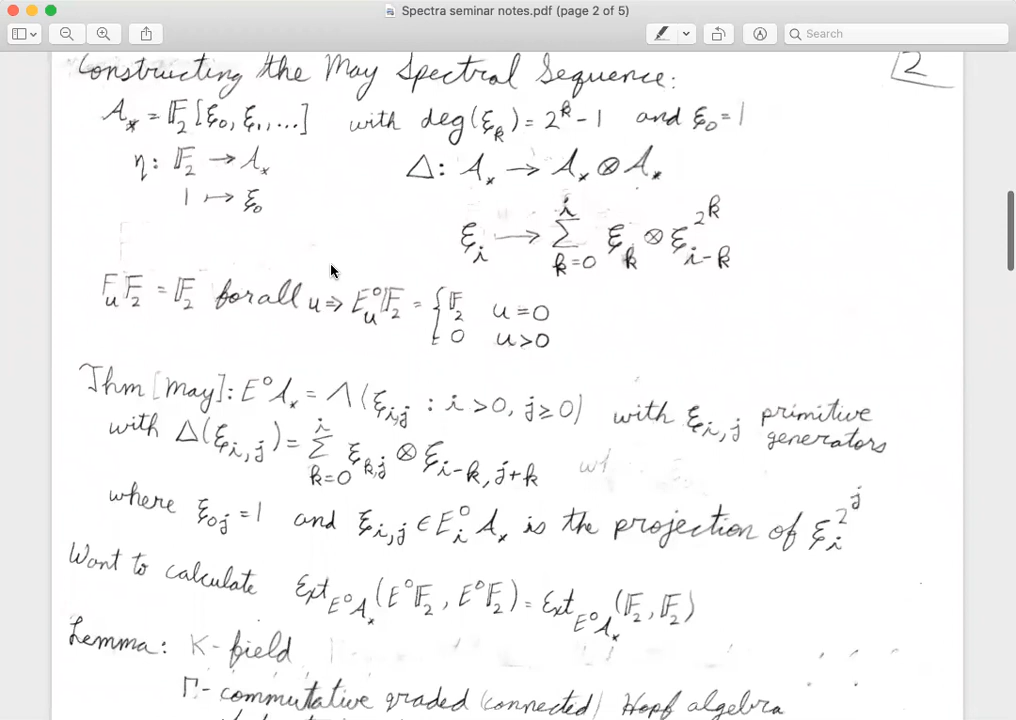 Spectra seminar notes.pdf (page 2 of 5)
Search
Constructing the May Spectral Sequence: 2
A_* = 𝔽_2[ξ_0, ξ_1, ...] with deg(ξ_k) = 2^k - 1 and ξ_0 = 1
η: 𝔽_2 → A_* Δ: A_* → A_* ⊗ A_*
1 ↦ ξ_0
ξ_i → Σ_{k=0}^{i} ξ_k ⊗ ξ_{i-k}^{2^k}
F_u 𝔽_2 = 𝔽_2 for all u ⇒ E^0_u 𝔽_2 = { 𝔽_2 u = 0
0 u > 0
Thm [May]: E^0 A_* = Λ(ξ_{i,j} : i > 0, j ≥ 0) with ξ_{i,j} primitive
generators
with Δ(ξ_{i,j}) = Σ_{k=0}^{i} ξ_{k,j} ⊗ ξ_{i-k, j+k}
where ξ_{0j} = 1 and ξ_{i,j} ∈ E^0_i A_* is the projection of ξ_i^{2^j}
Want to calculate Ext_{E^0 A_*}(E^0 𝔽_2, E^0 𝔽_2) = Ext_{E^0 A_*}(𝔽_2, 𝔽_2)
Lemma: K - field
Γ - commutative graded (connected) Hopf algebra